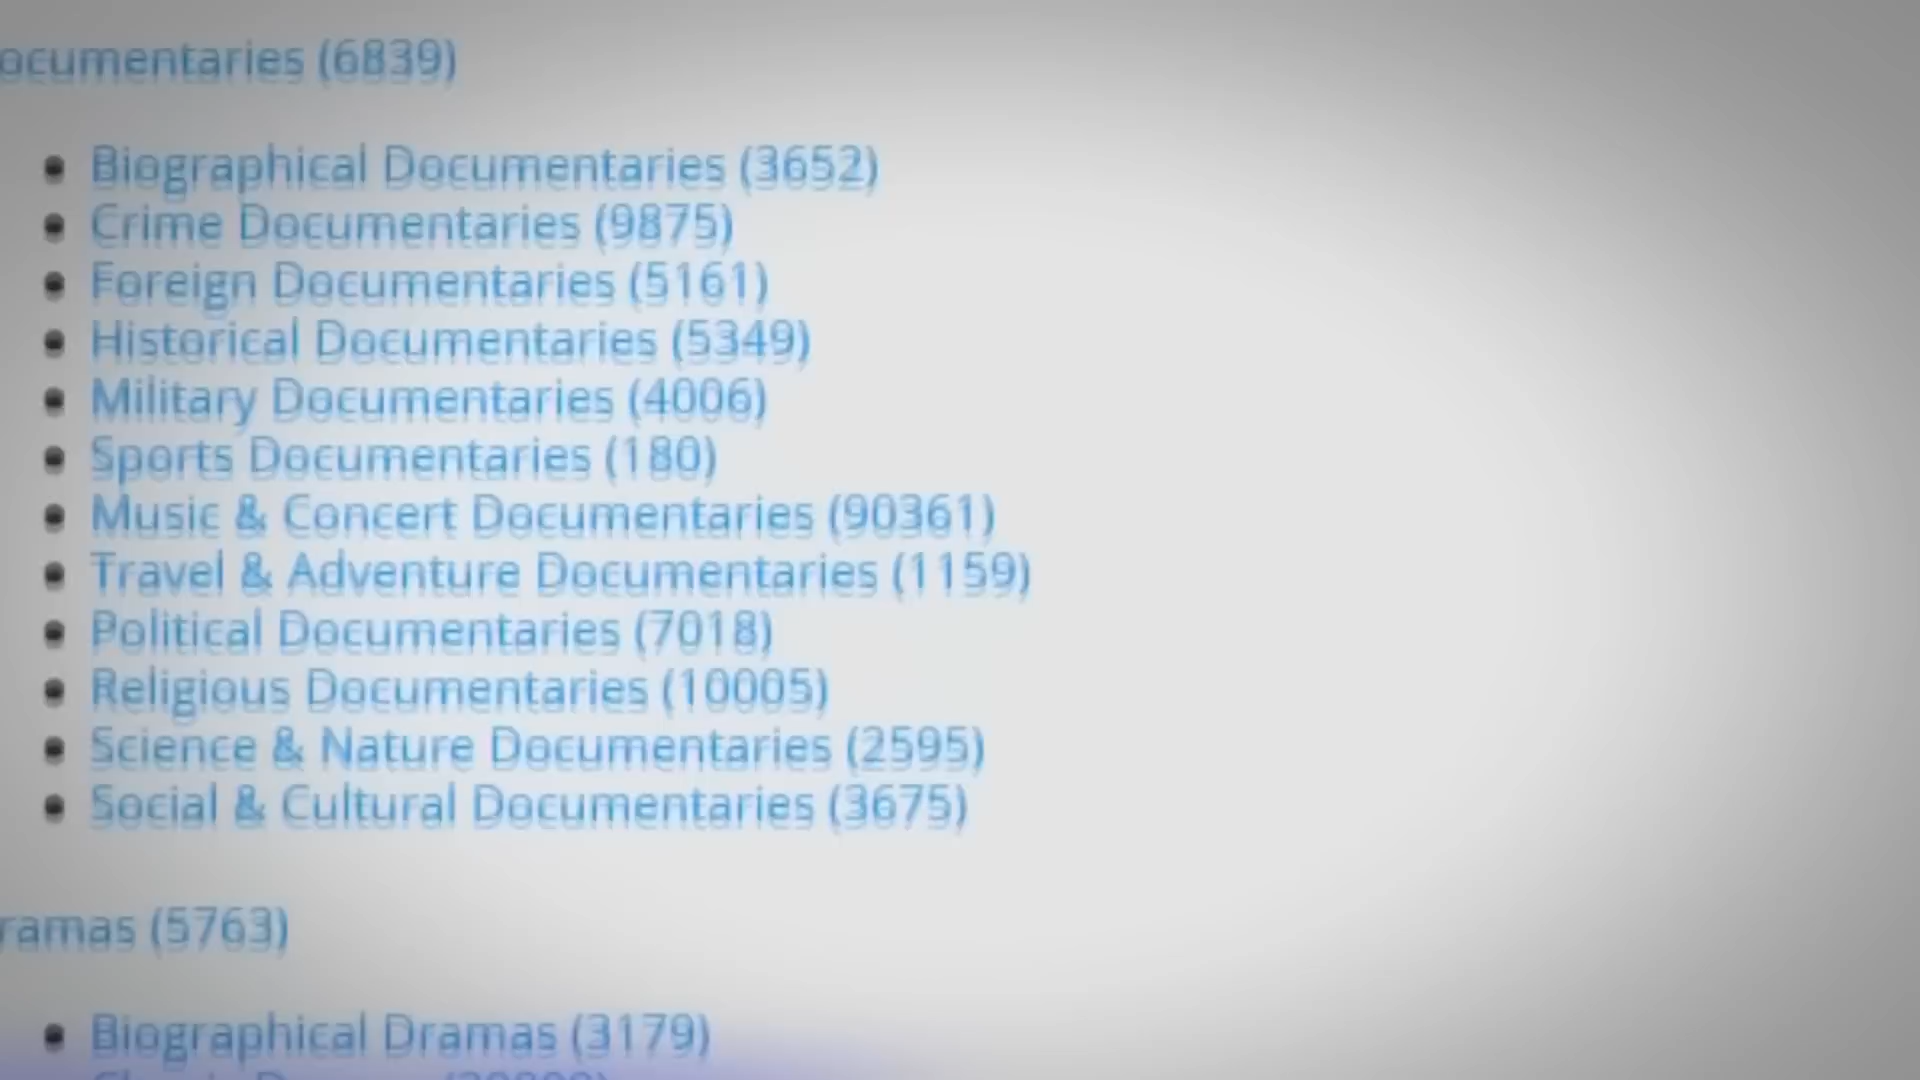 ocumentaries (6839)
Biographical Documentaries (3652)
Crime Documentaries (9875)
Foreign Documentaries (5161)
Historical Documentaries (5349)
Military Documentaries (4006)
Sports Documentaries (180)
Music & Concert Documentaries (90361)
Travel & Adventure Documentaries (1159)
Political Documentaries (7018)
Religious Documentaries (10005)
Science & Nature Documentaries (2595)
Social & Cultural Documentaries (3675)
ramas (5763)
Biographical Dramas (3179)